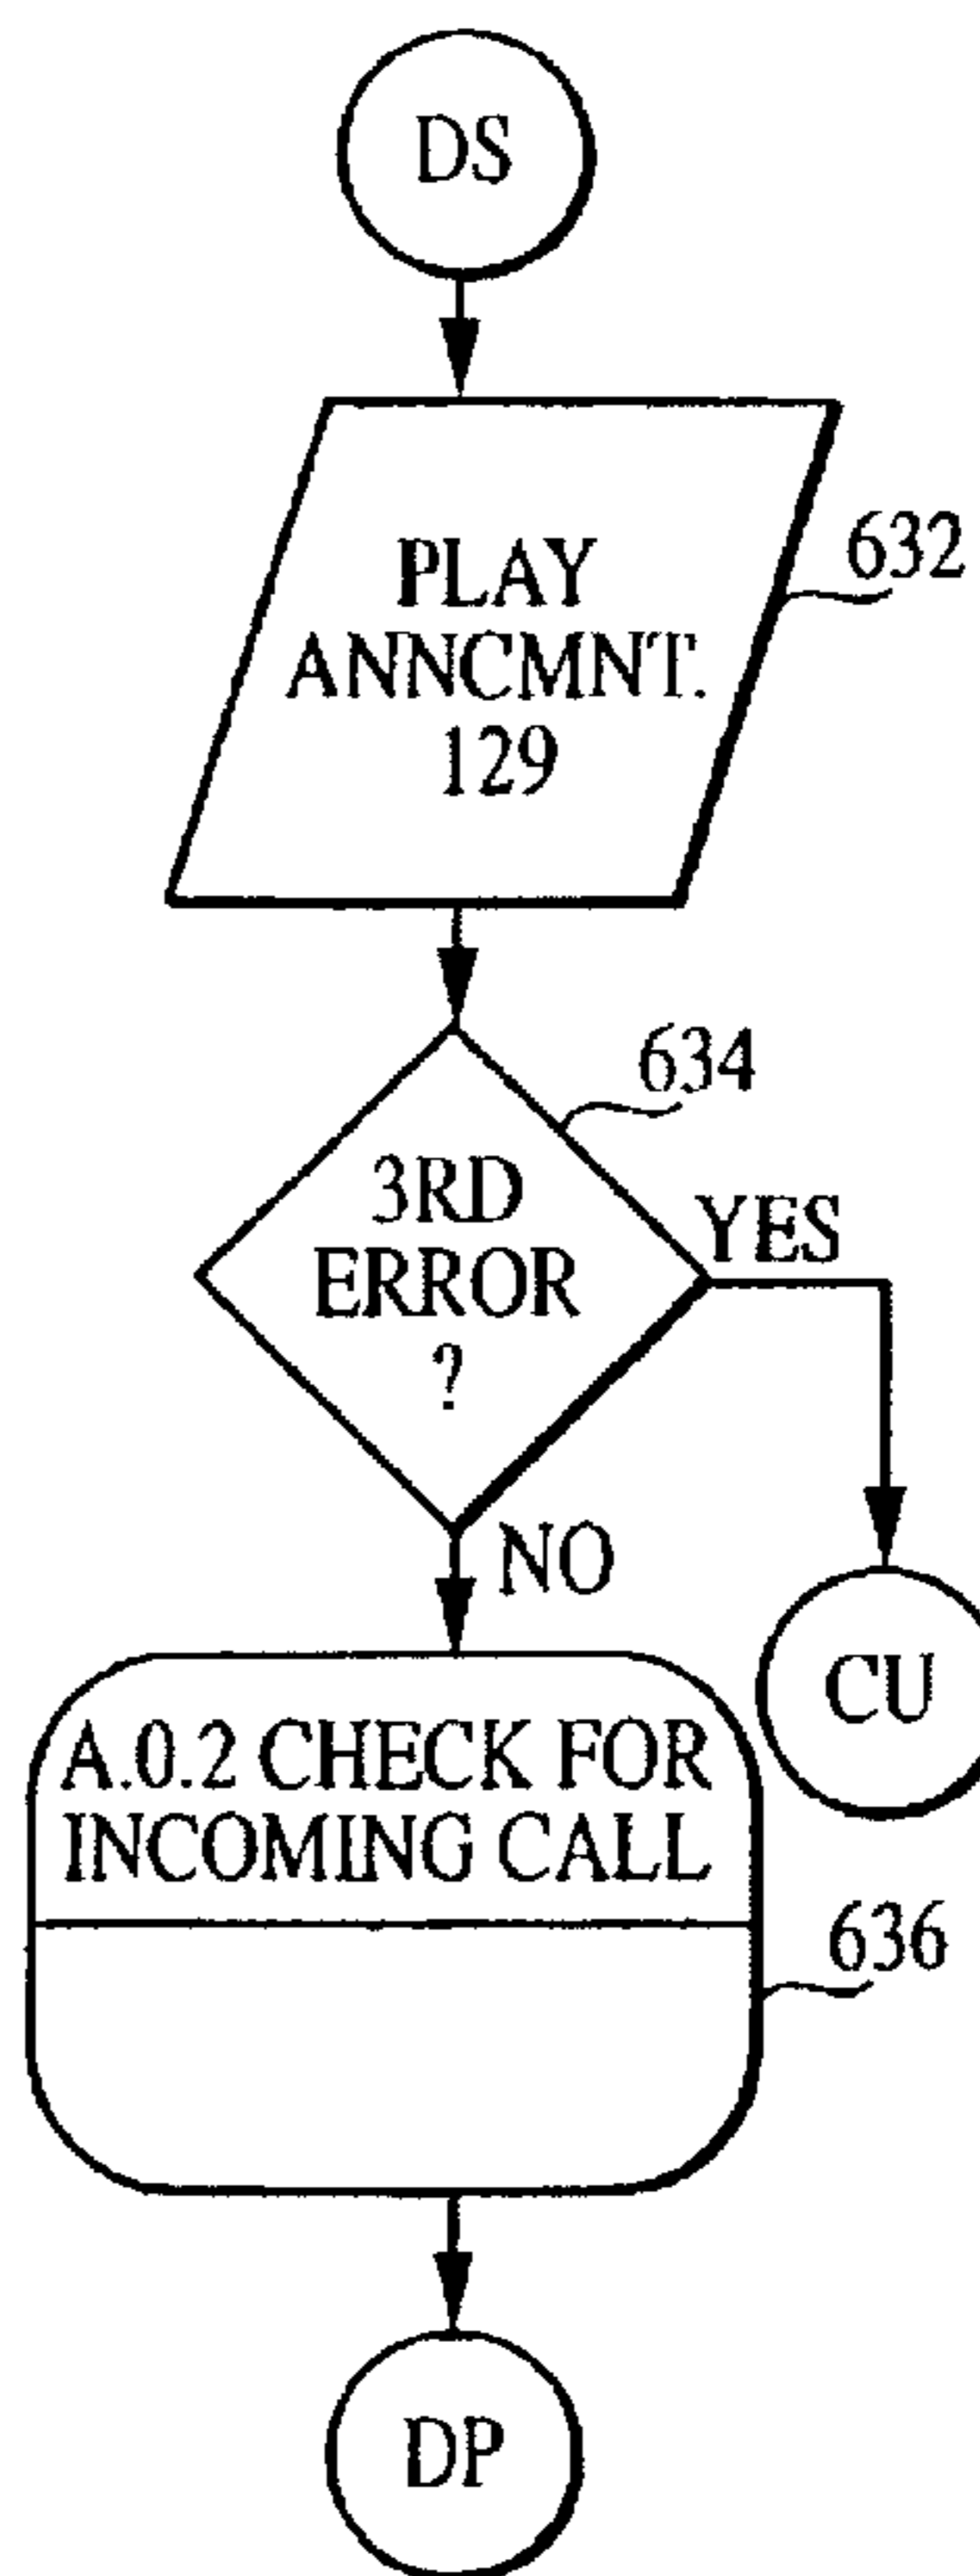 DS
PLAY
ANNCMNT.
129
632
634
3RD
ERROR
?
YES
NO
CU
A.0.2 CHECK FOR
INCOMING CALL
636
DP